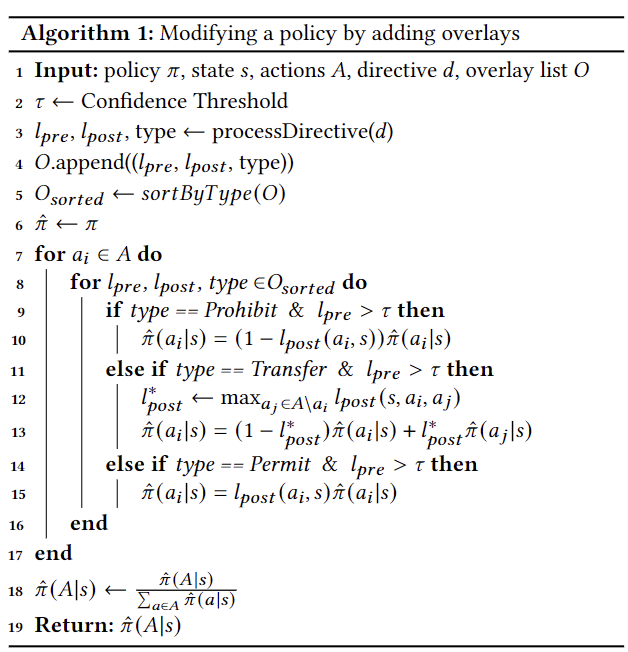 Algorithm 1: Modifying a policy by adding overlays
1 Input: policy π, state s, actions A, directive d, overlay list O
2 τ ← Confidence Threshold
3 l_pre, l_post, type ← processDirective(d)
4 O.append((l_pre, l_post, type))
5 O_sorted ← sortByType(O)
6 π̂ ← π
7 for a_i ∈ A do
8 for l_pre, l_post, type ∈O_sorted do
9 if type == Prohibit & l_pre > τ then
10 π̂(a_i|s) = (1 − l_post(a_i, s))π̂(a_i|s)
11 else if type == Transfer & l_pre > τ then
12 l*_post ← max_{a_j∈A\a_i} l_post(s, a_i, a_j)
13 π̂(a_i|s) = (1 − l*_post)π̂(a_i|s) + l*_post π̂(a_j|s)
14 else if type == Permit & l_pre > τ then
15 π̂(a_i|s) = l_post(a_i, s)π̂(a_i|s)
16 end
17 end
18 π̂(A|s) ← π̂(A|s) / ∑_{a∈A} π̂(a|s)
19 Return: π̂(A|s)